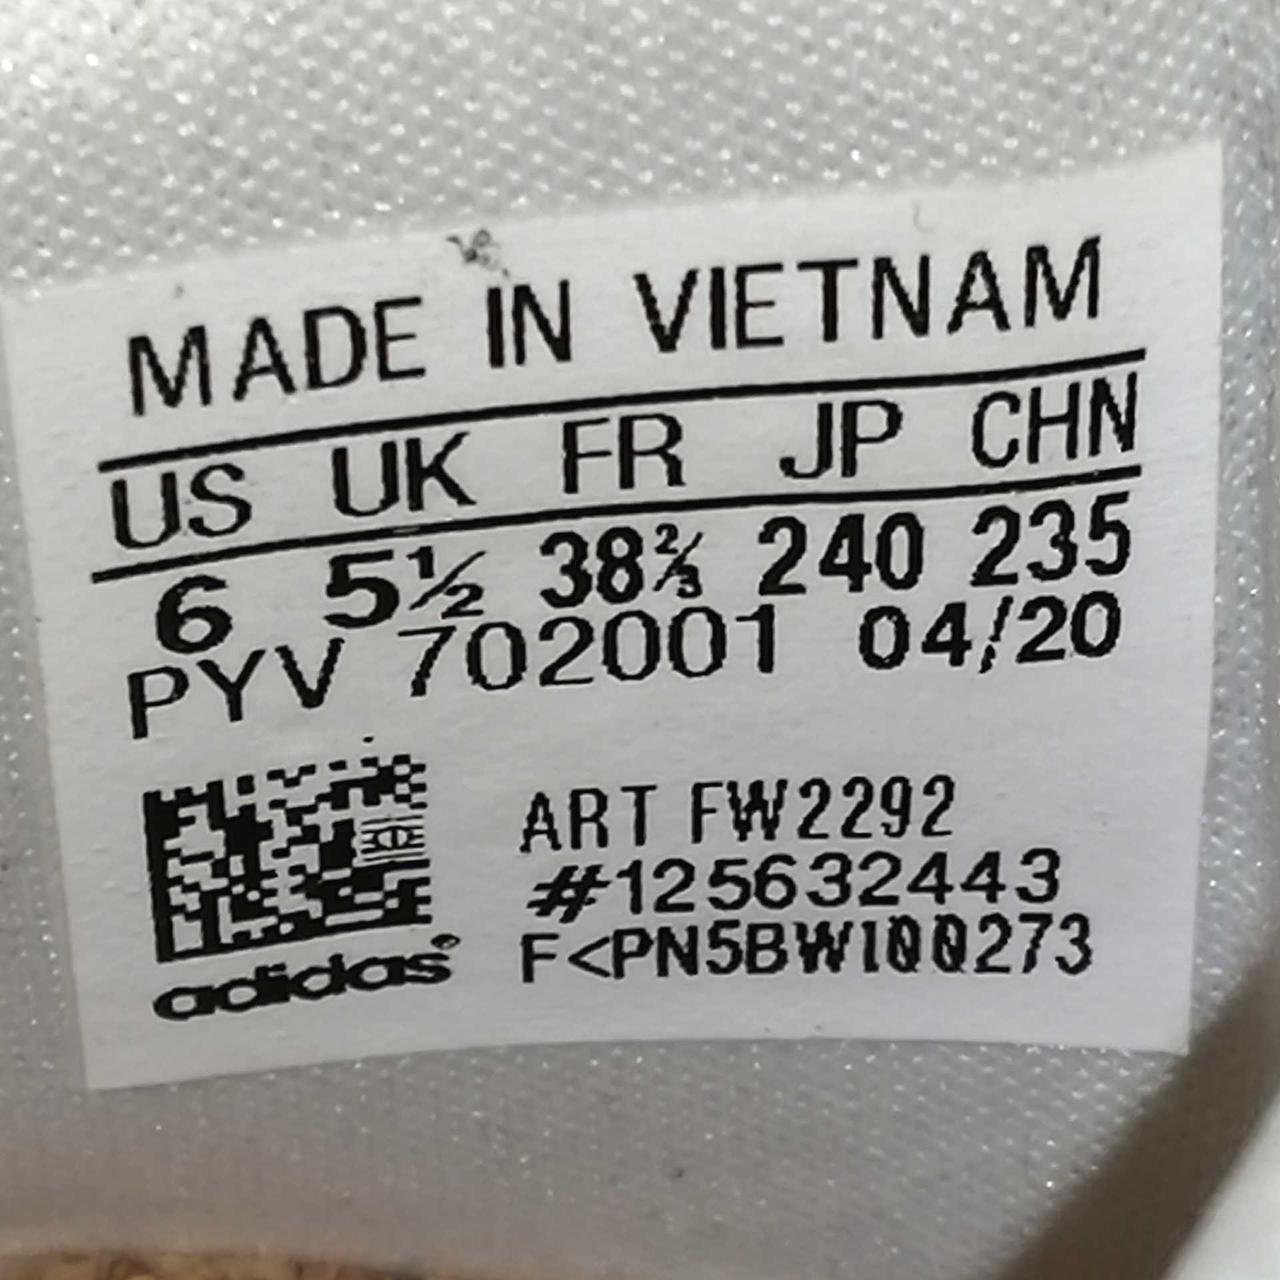 MADE IN VIETNAM
US UK FR JP CHN
6 5½ 38⅔ 240 235
PYV 702001 04/20
ART FW2292
#125632443
F<PN5BW100273
adidas®